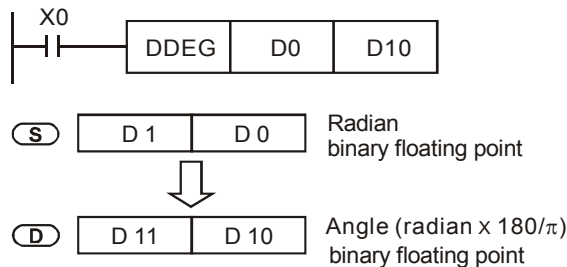 X0
DDEG D0 D10
S D 1 D 0 Radian
binary floating point
D D 11 D 10 Angle (radian x 180/π)
binary floating point